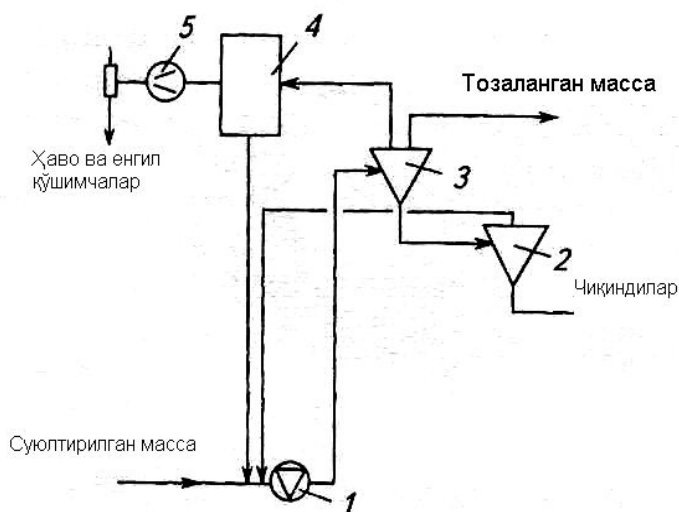 5
4
Тозаланган масса
Ҳаво ва енгил
қўшимчалар
3
2
Чиқиндилар
Суюлтирилган масса
1